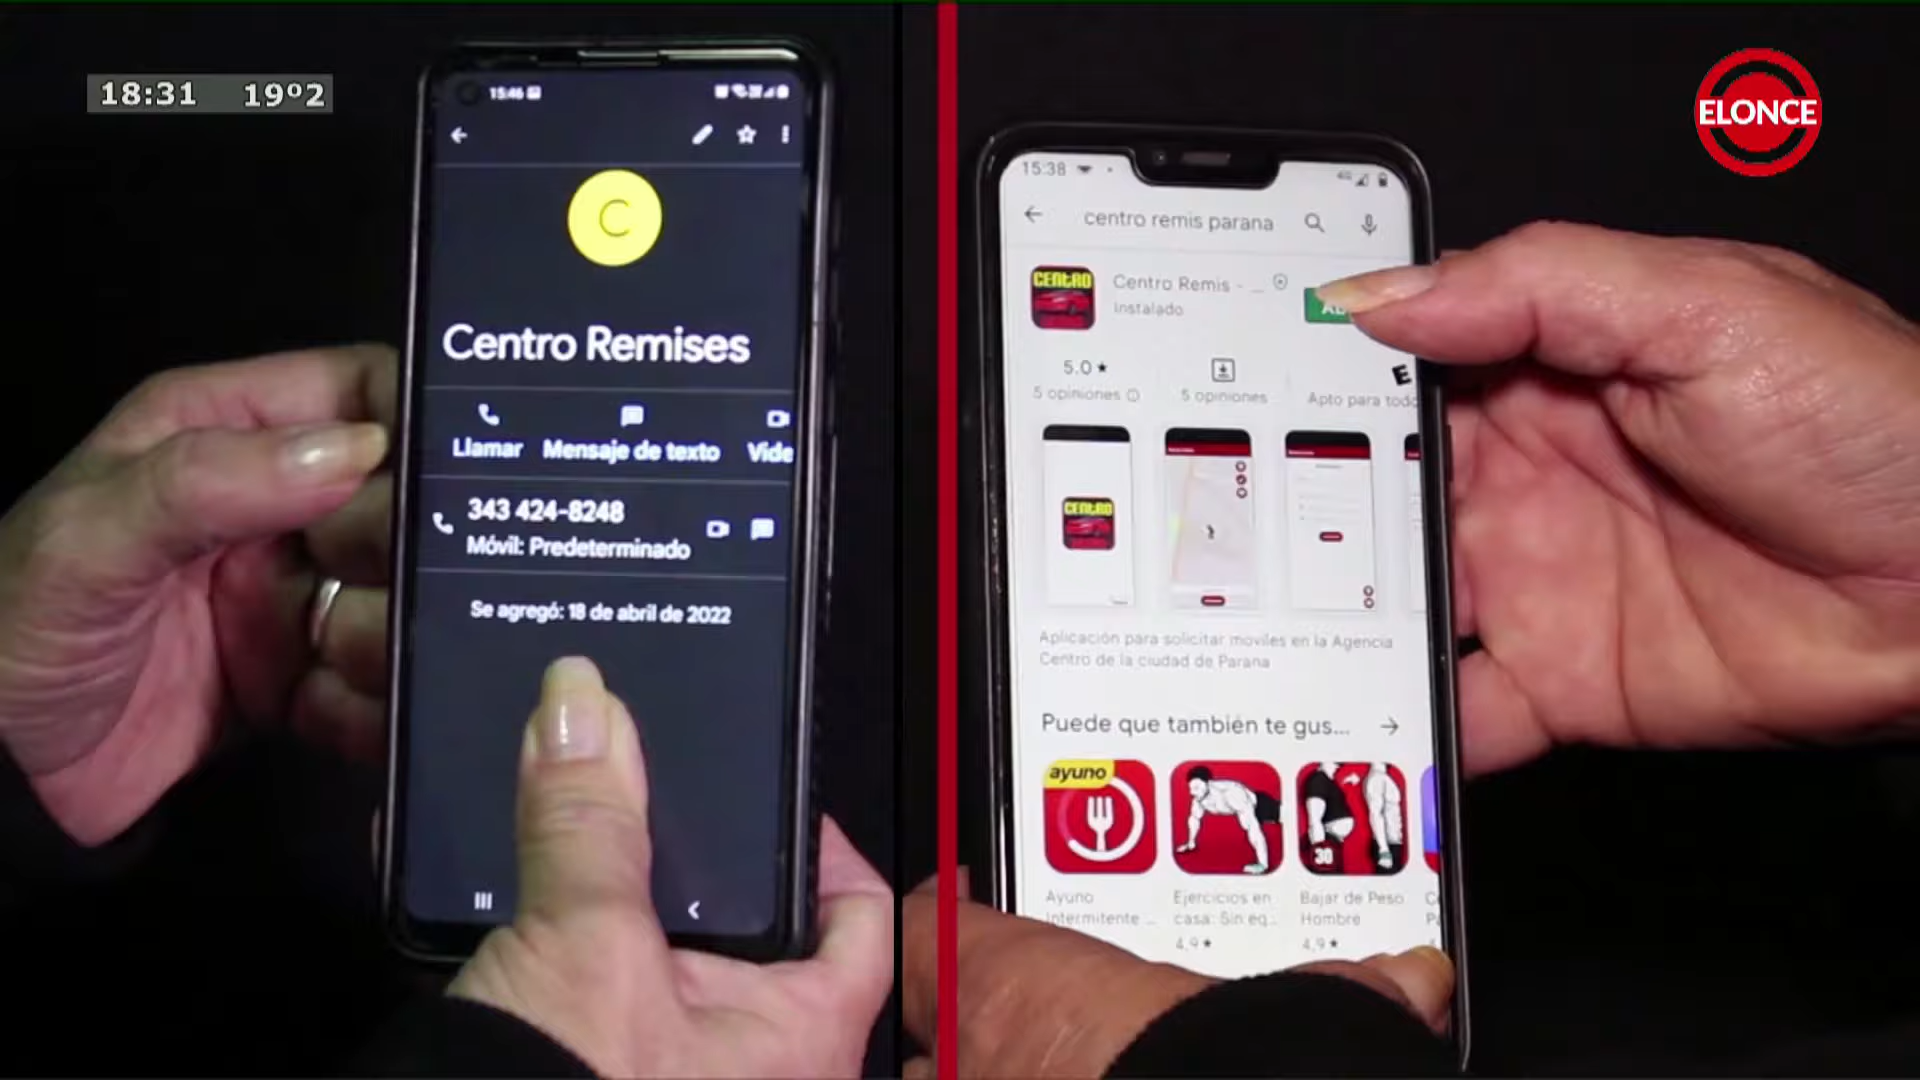 18:31 19º2
ELONCE
15:46
C
Centro Remises
Llamar Mensaje de texto Vide
343 424-8248
Móvil: Predeterminado
Se agregó: 18 de abril de 2022
15:38
4G
centro remis parana
CENTRO
Centro Remis - ...
Instalado
5.0★
E
5 opiniones
5 opiniones
Apto para todo
CENTRO
Aplicación para solicitar moviles en la Agencia
Centro de la ciudad de Parana
Puede que también te gus...
ayuno
30
Ayuno
Intermitente ...
Ejercicios en
casa: Sin eq...
4,9★
Bajar de Peso
Hombre
4,9★